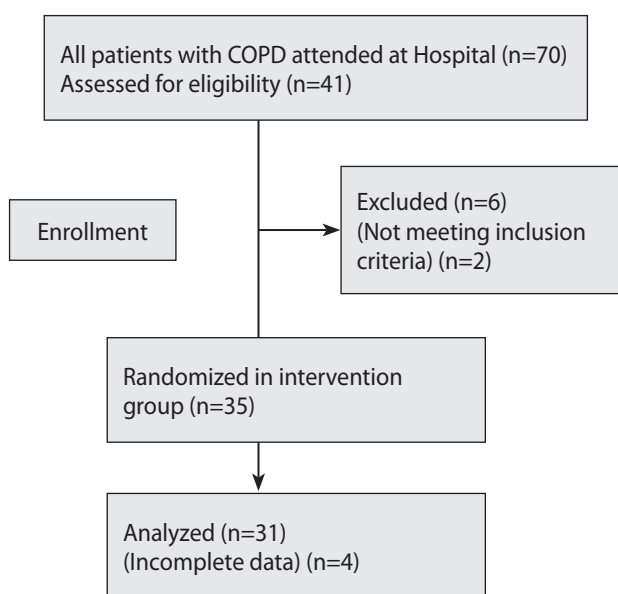 All patients with COPD attended at Hospital (n=70)
Assessed for eligibility (n=41)
Enrollment
Excluded (n=6)
(Not meeting inclusion
criteria) (n=2)
Randomized in intervention
group (n=35)
Analyzed (n=31)
(Incomplete data) (n=4)